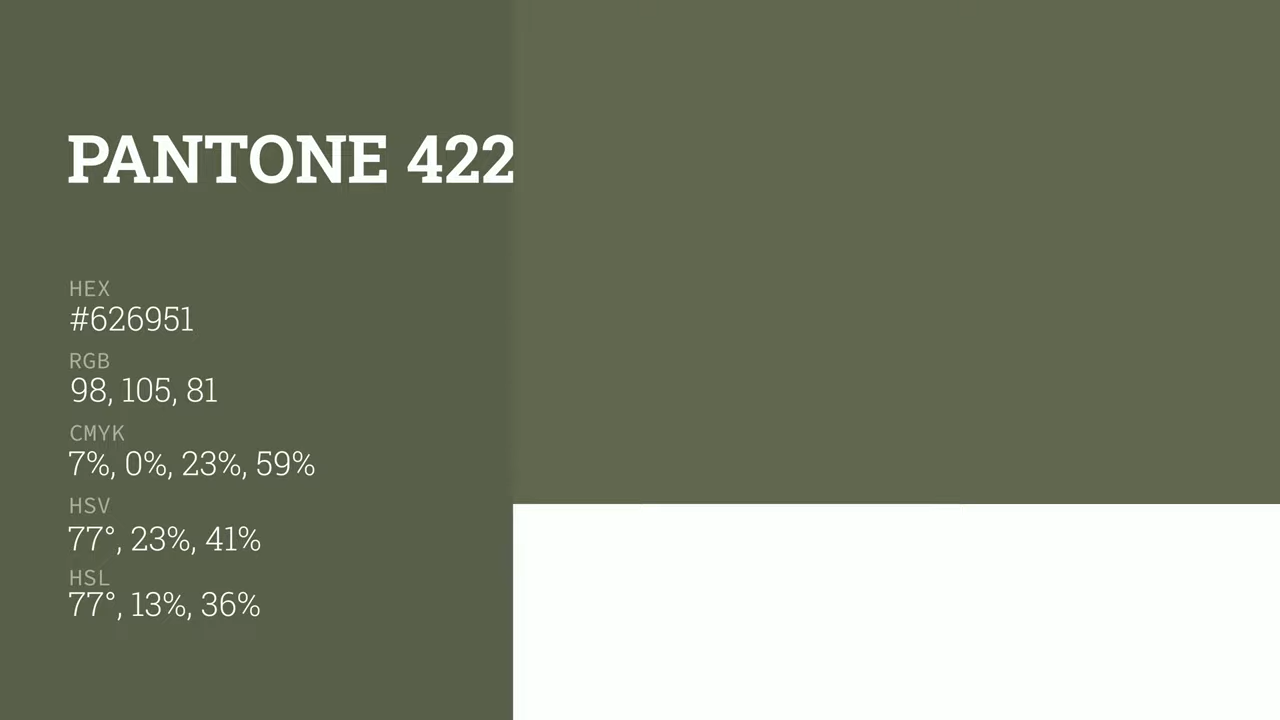 PANTONE 422
HEX
#626951
RGB
98, 105, 81
CMYK
7%, 0%, 23%, 59%
HSV
77°, 23%, 41%
HSL
77°, 13%, 36%